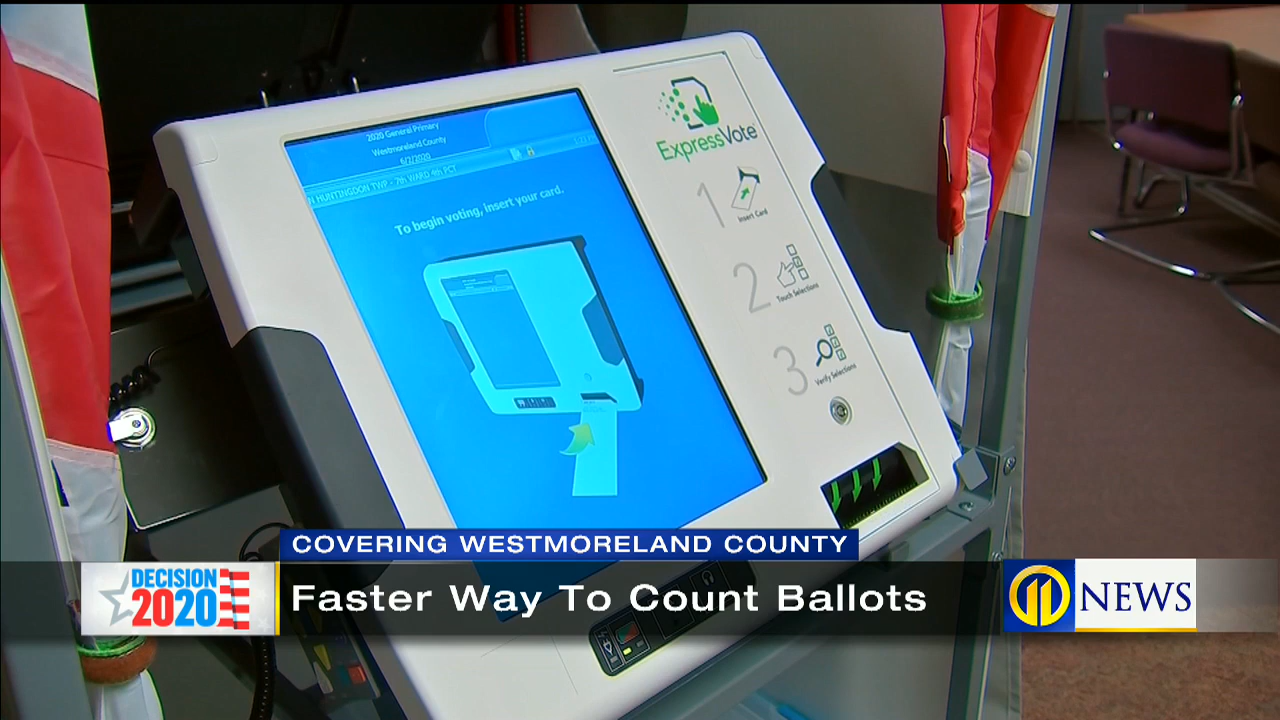 2020 General Primary
Westmoreland County
6/2/2020
N HUNTINGDON TWP - 7th WARD 4th PCT
To begin voting, insert your card.
ExpressVote
1
Insert Card
2
Touch Selections
3
Verify Selections
COVERING WESTMORELAND COUNTY
DECISION
2020
Faster Way To Count Ballots
11 NEWS